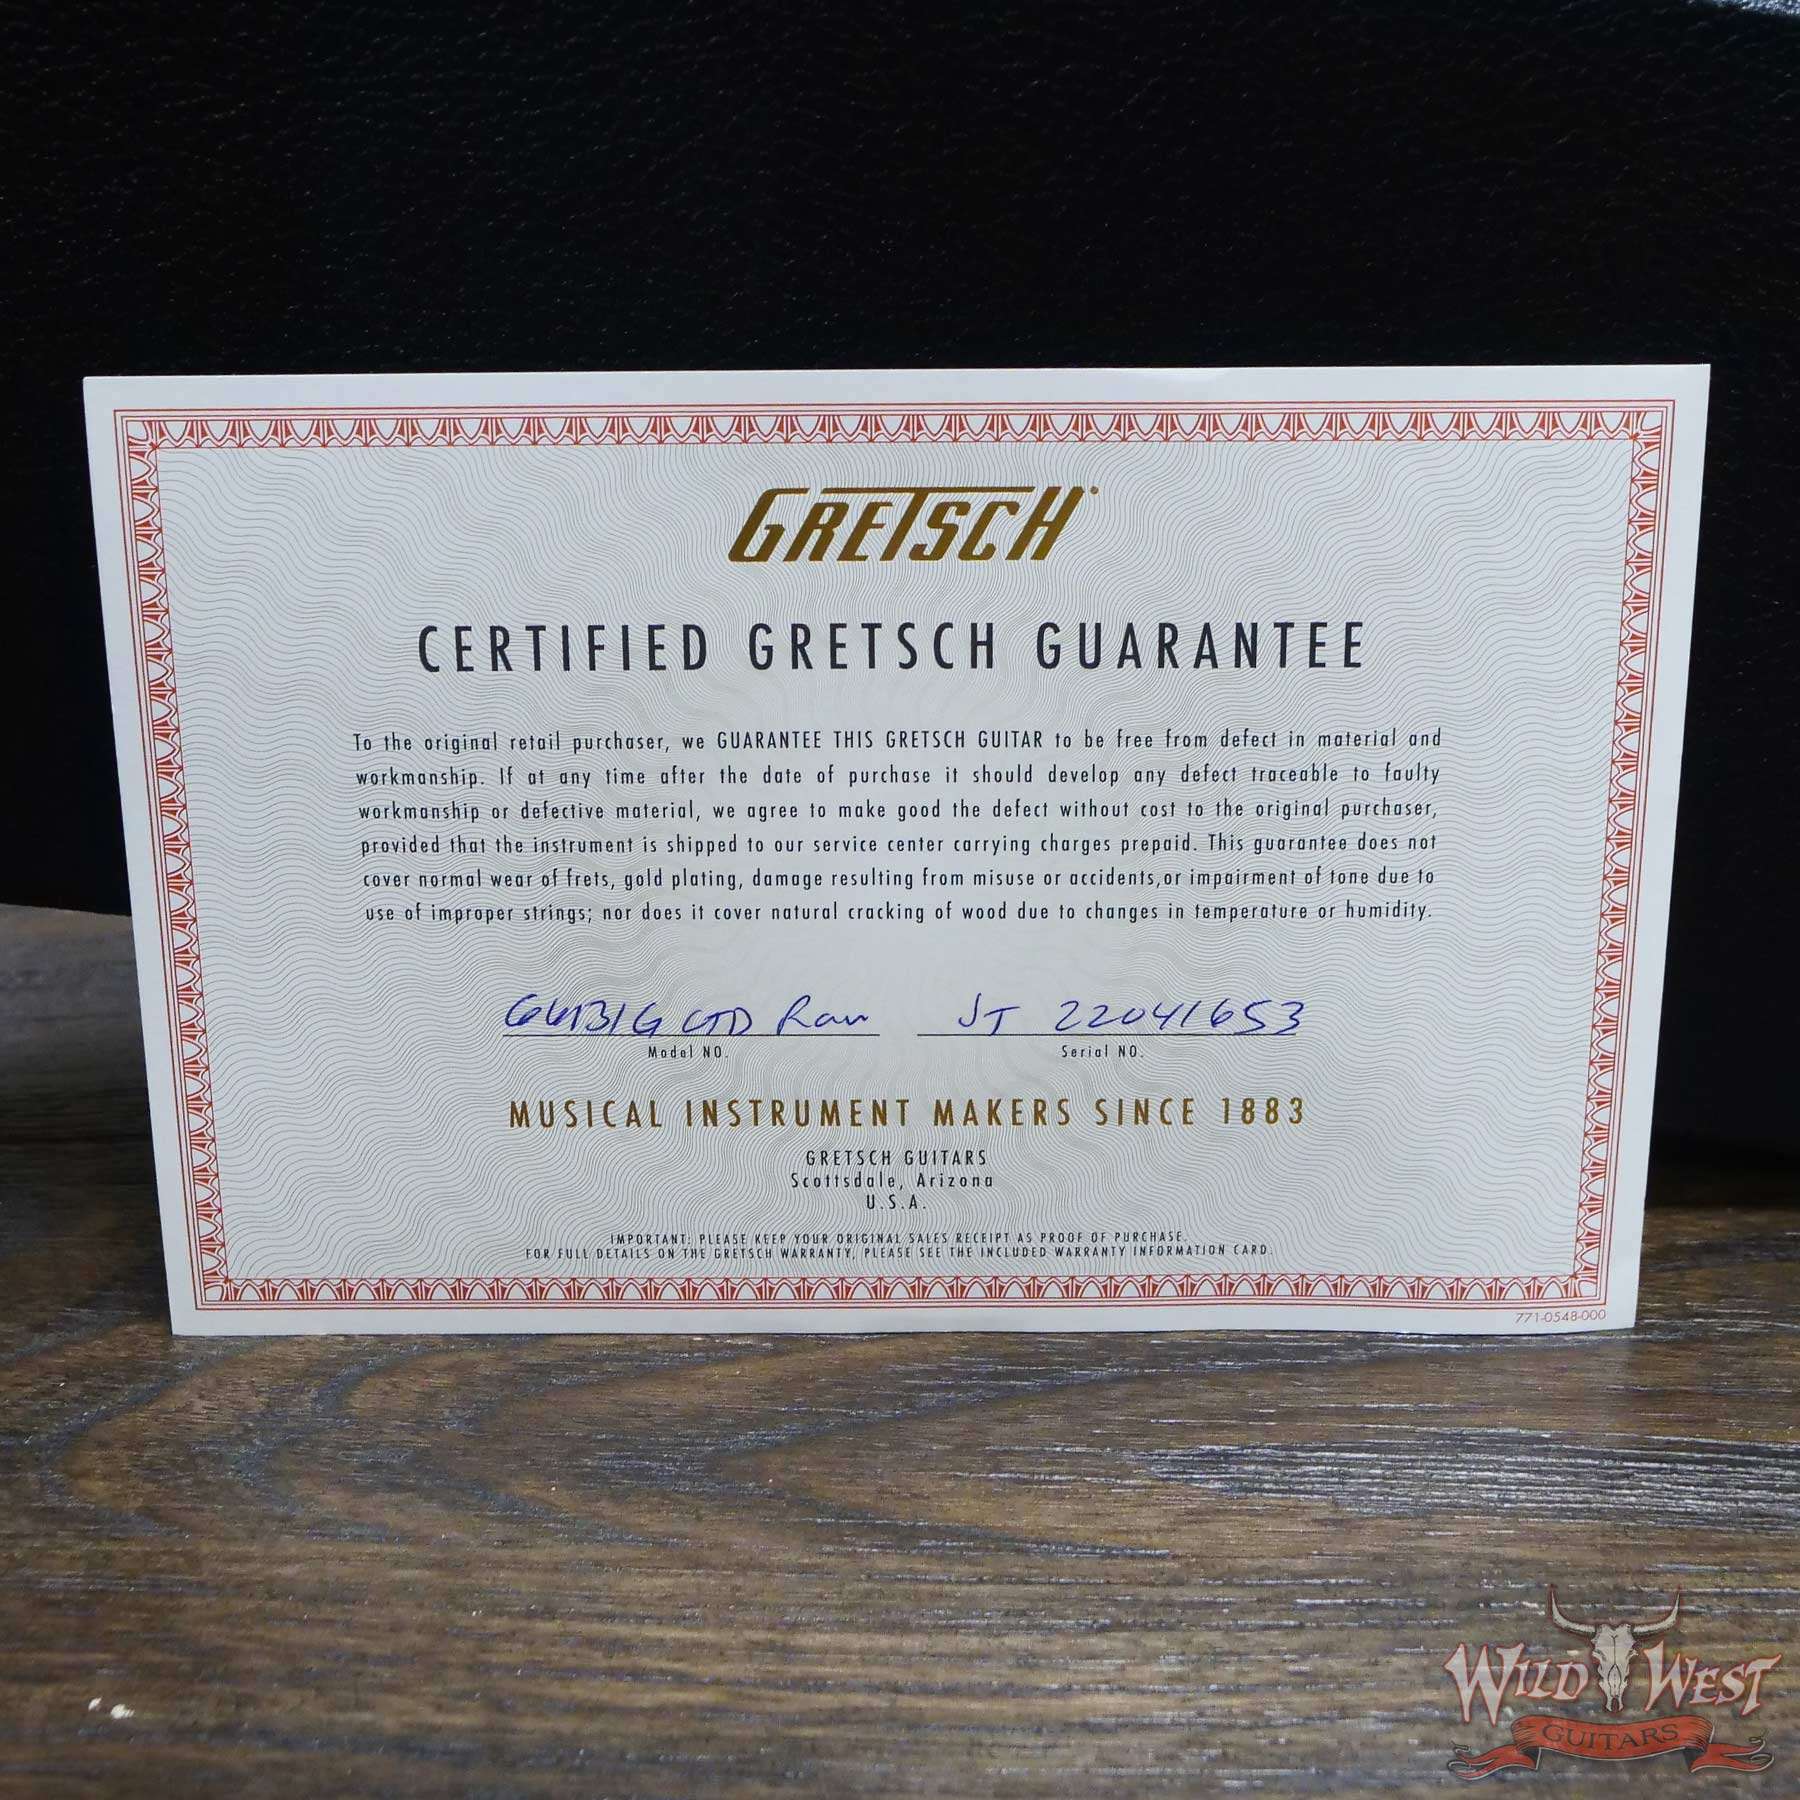 GRETSCH
CERTIFIED GRETSCH GUARANTEE
To the original retail purchaser, we GUARANTEE THIS GRETSCH GUITAR to be free from defect in material and
workmanship. If at any time after the date of purchase it should develop any defect traceable to faulty
workmanship or defective material, we agree to make good the defect without cost to the original purchaser,
provided that the instrument is shipped to our service center carrying charges prepaid. This guarantee does not
cover normal wear of frets, gold plating, damage resulting from misuse or accidents,or impairment of tone due to
use of improper strings; nor does it cover natural cracking of wood due to changes in temperature or humidity.
JT 22041653
Model NO. Serial NO.
MUSICAL INSTRUMENT MAKERS SINCE 1883
GRETSCH GUITARS
Scottsdale, Arizona
U.S.A.
IMPORTANT: PLEASE KEEP YOUR ORIGINAL SALES RECEIPT AS PROOF OF PURCHASE.
FOR FULL DETAILS ON THE GRETSCH WARRANTY, PLEASE SEE THE INCLUDED WARRANTY INFORMATION CARD.
771-0548-000
WILD WEST
GUITARS